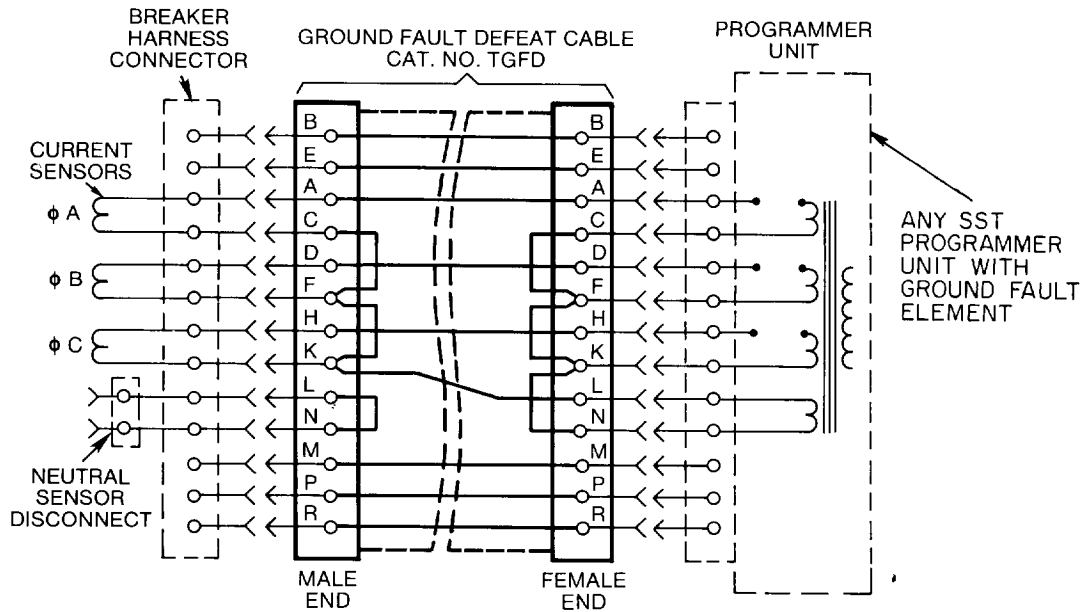 BREAKER
HARNESS
CONNECTOR
GROUND FAULT DEFEAT CABLE
CAT. NO. TGFD
PROGRAMMER
UNIT
CURRENT
SENSORS
ϕ A
ϕ B
ϕ C
NEUTRAL
SENSOR
DISCONNECT
B
E
A
C
D
F
H
K
L
N
M
P
R
MALE
END
B
E
A
C
D
F
H
K
L
N
M
P
R
FEMALE
END
ANY SST
PROGRAMMER
UNIT WITH
GROUND FAULT
ELEMENT